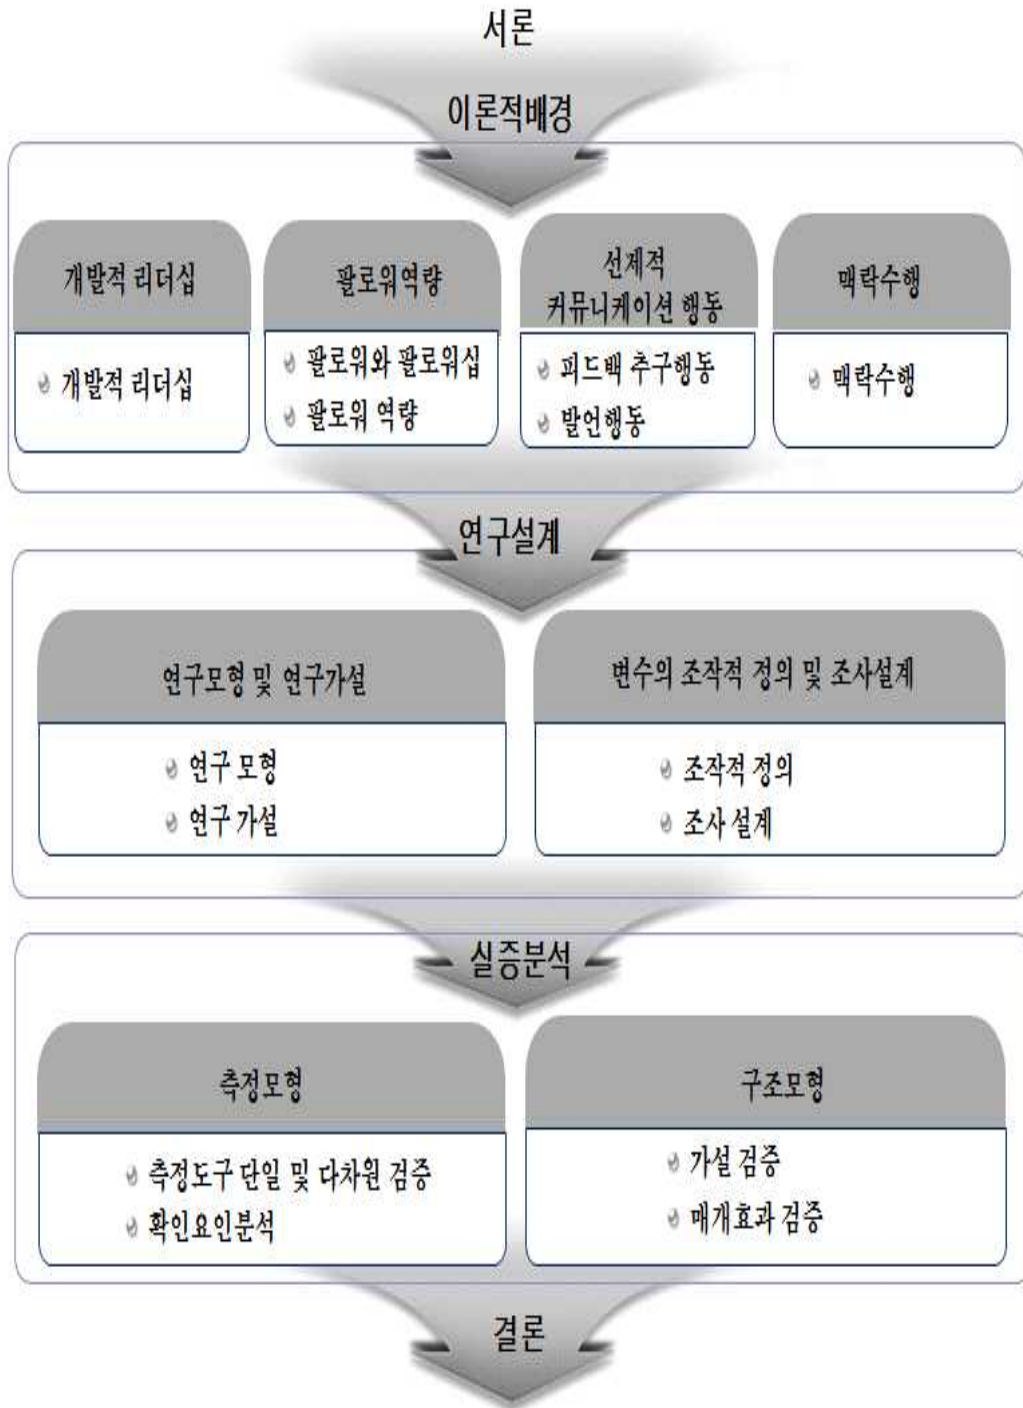 서론
이론적배경
개발적 리더십
개발적 리더십
팔로워역량
팔로워와 팔로워십
팔로워 역량
선제적
커뮤니케이션 행동
피드백 추구행동
발언행동
맥락수행
맥락수행
연구설계
연구모형 및 연구가설
연구 모형
연구 가설
변수의 조작적 정의 및 조사설계
조작적 정의
조사 설계
실증분석
측정모형
측정도구 단일 및 다차원 검증
확인요인분석
구조모형
가설 검증
매개효과 검증
결론